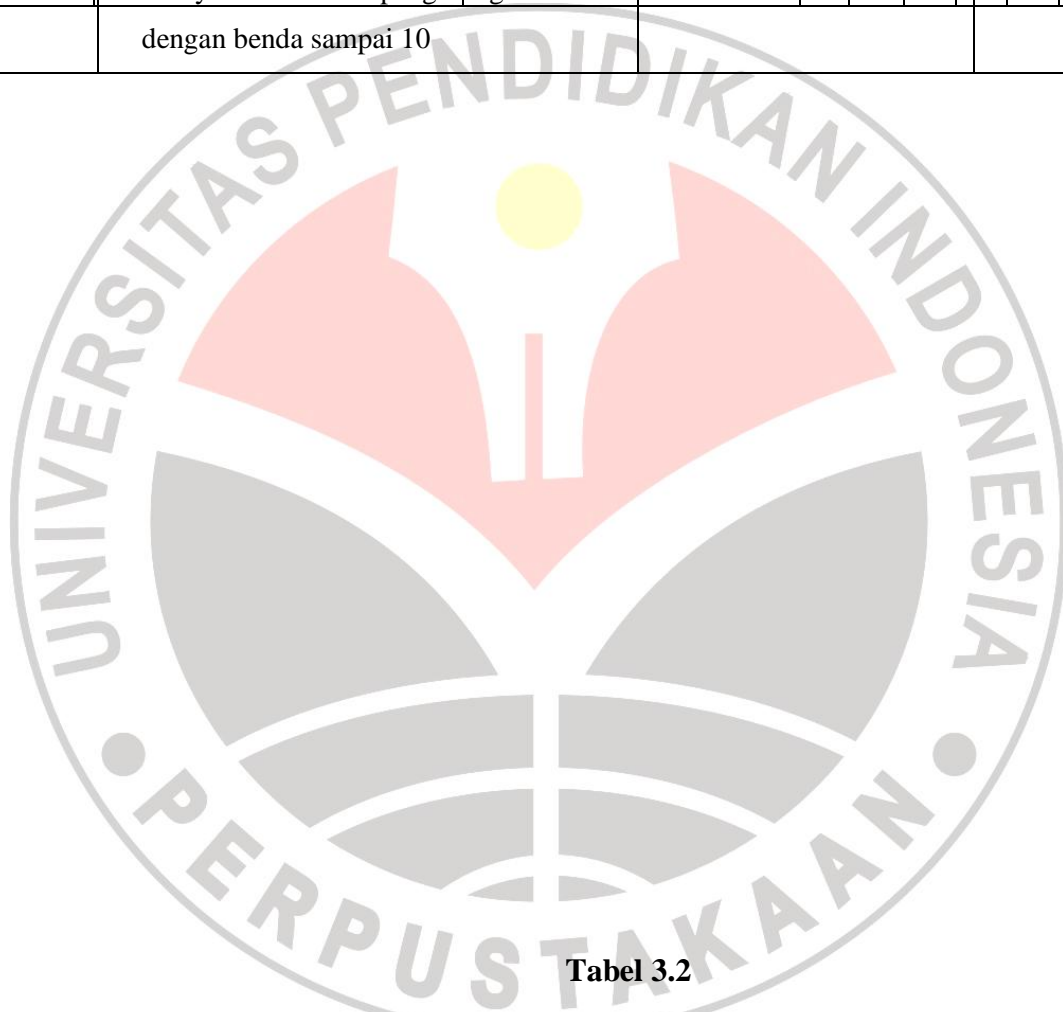 dengan benda sampai 10
UNIVERSITAS PENDIDIKAN INDONESIA
PERPUSTAKAAN
Tabel 3.2